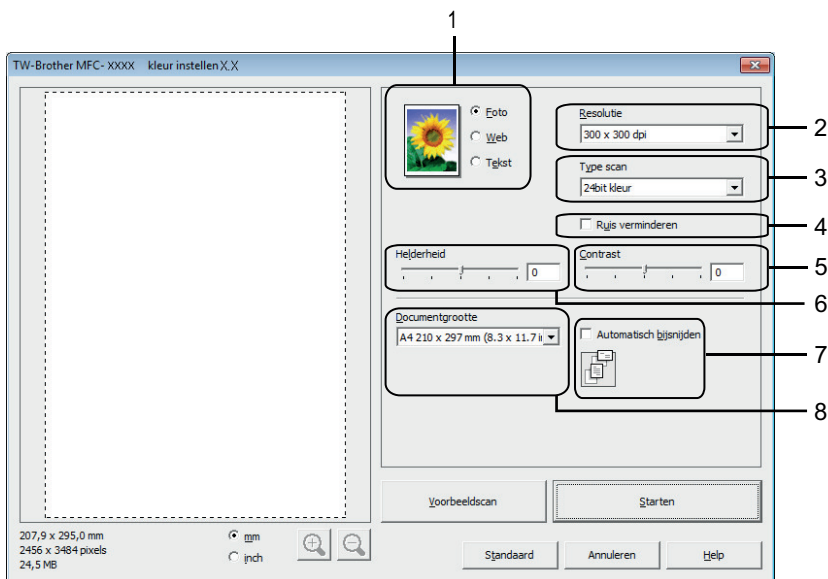 1
TW-Brother MFC- XXXX kleur instellen X.X
Foto
Web
Tekst
Resolutie
300 x 300 dpi
2
Type scan
24bit kleur
3
Ruis verminderen
4
Helderheid
0
Contrast
0
5
6
Documentgrootte
A4 210 x 297 mm (8.3 x 11.7 ir
Automatisch bijsnijden
7
8
Voorbeeldscan
Starten
207,9 x 295,0 mm
2456 x 3484 pixels
24,5 MB
mm
inch
Standaard
Annuleren
Help